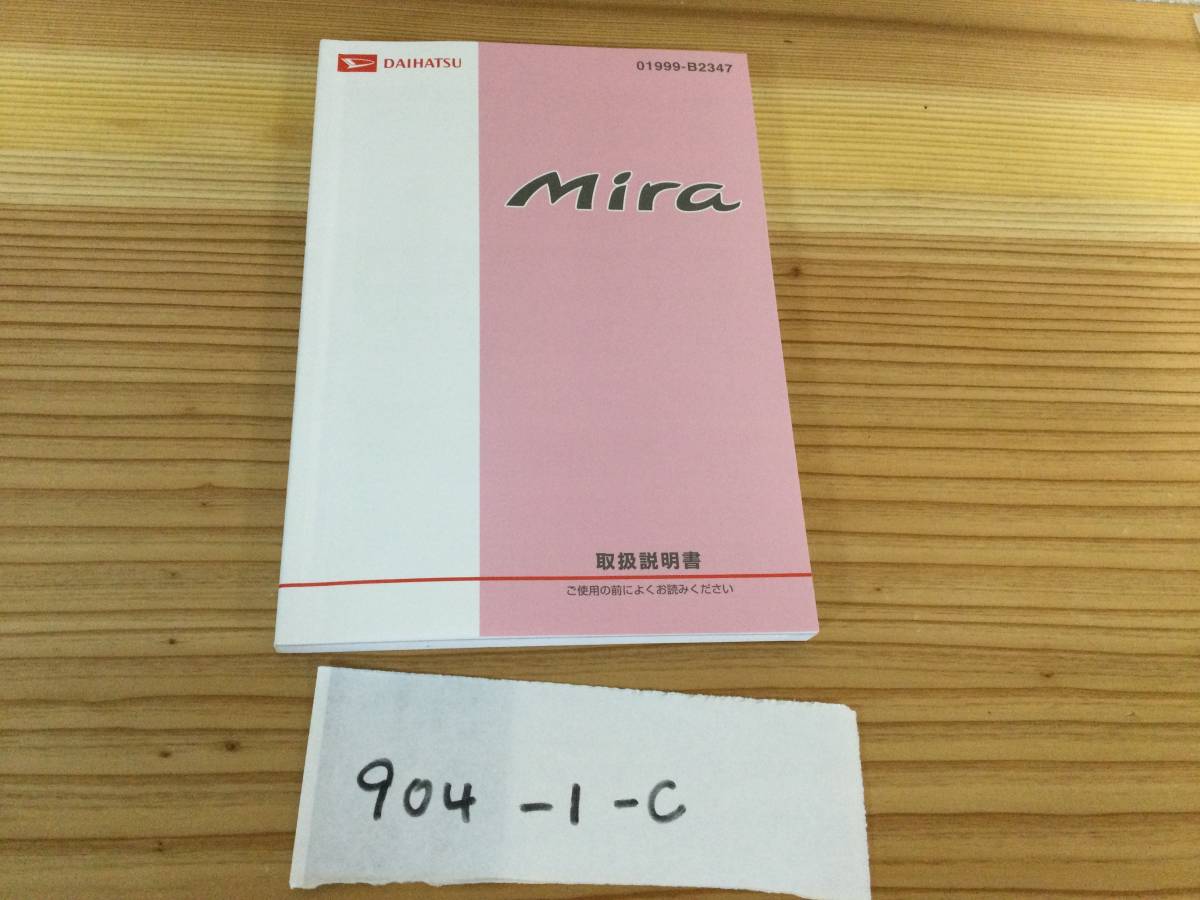 DAIHATSU
01999-B2347
Mira
取扱説明書
ご使用の前によくお読みください
904-1-C